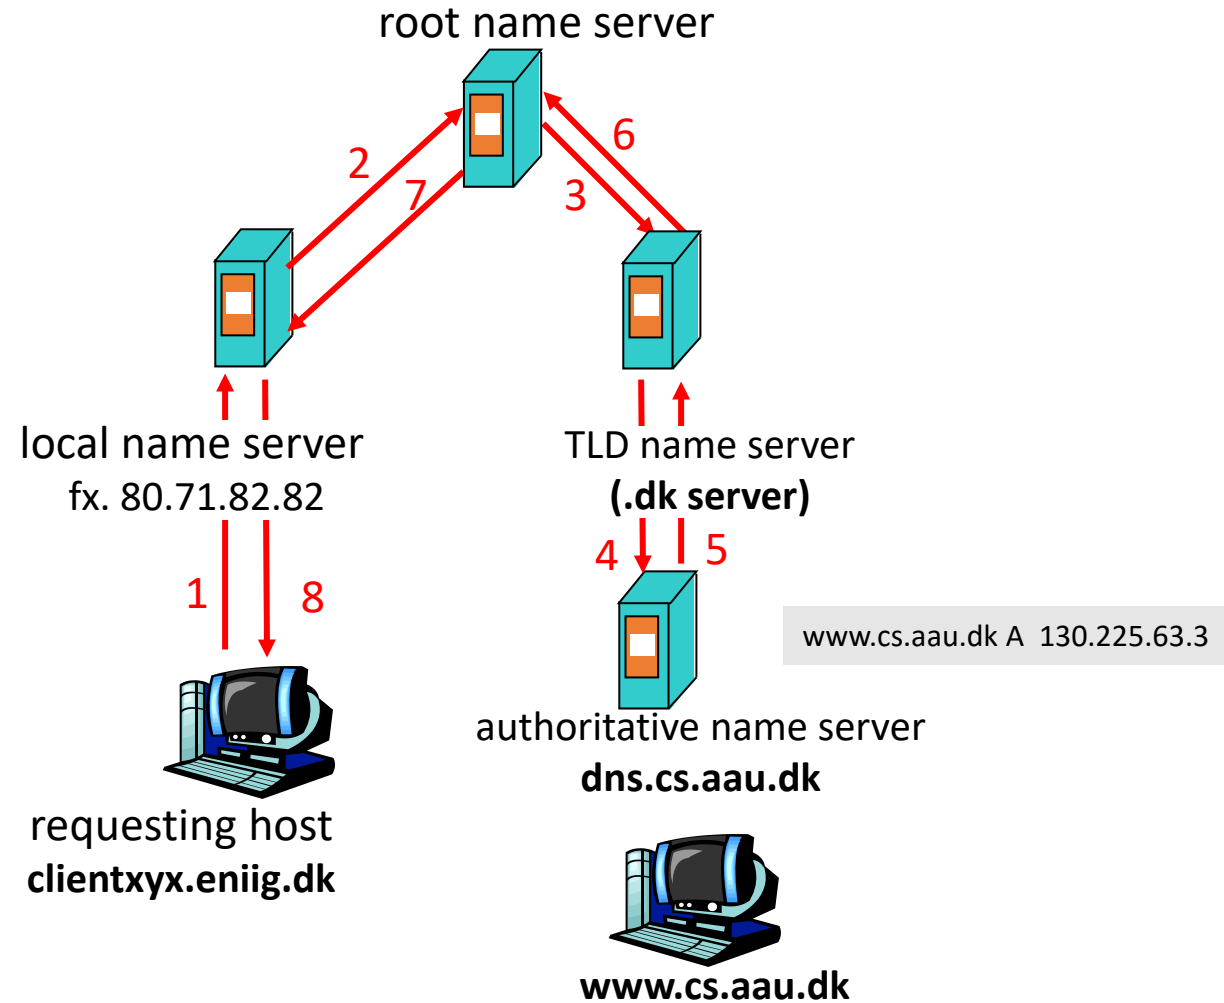 root name server
2
7
6
3
local name server
fx. 80.71.82.82
TLD name server
(.dk server)
1
8
4
5
www.cs.aau.dk A 130.225.63.3
authoritative name server
dns.cs.aau.dk
requesting host
clientxyx.eniig.dk
www.cs.aau.dk